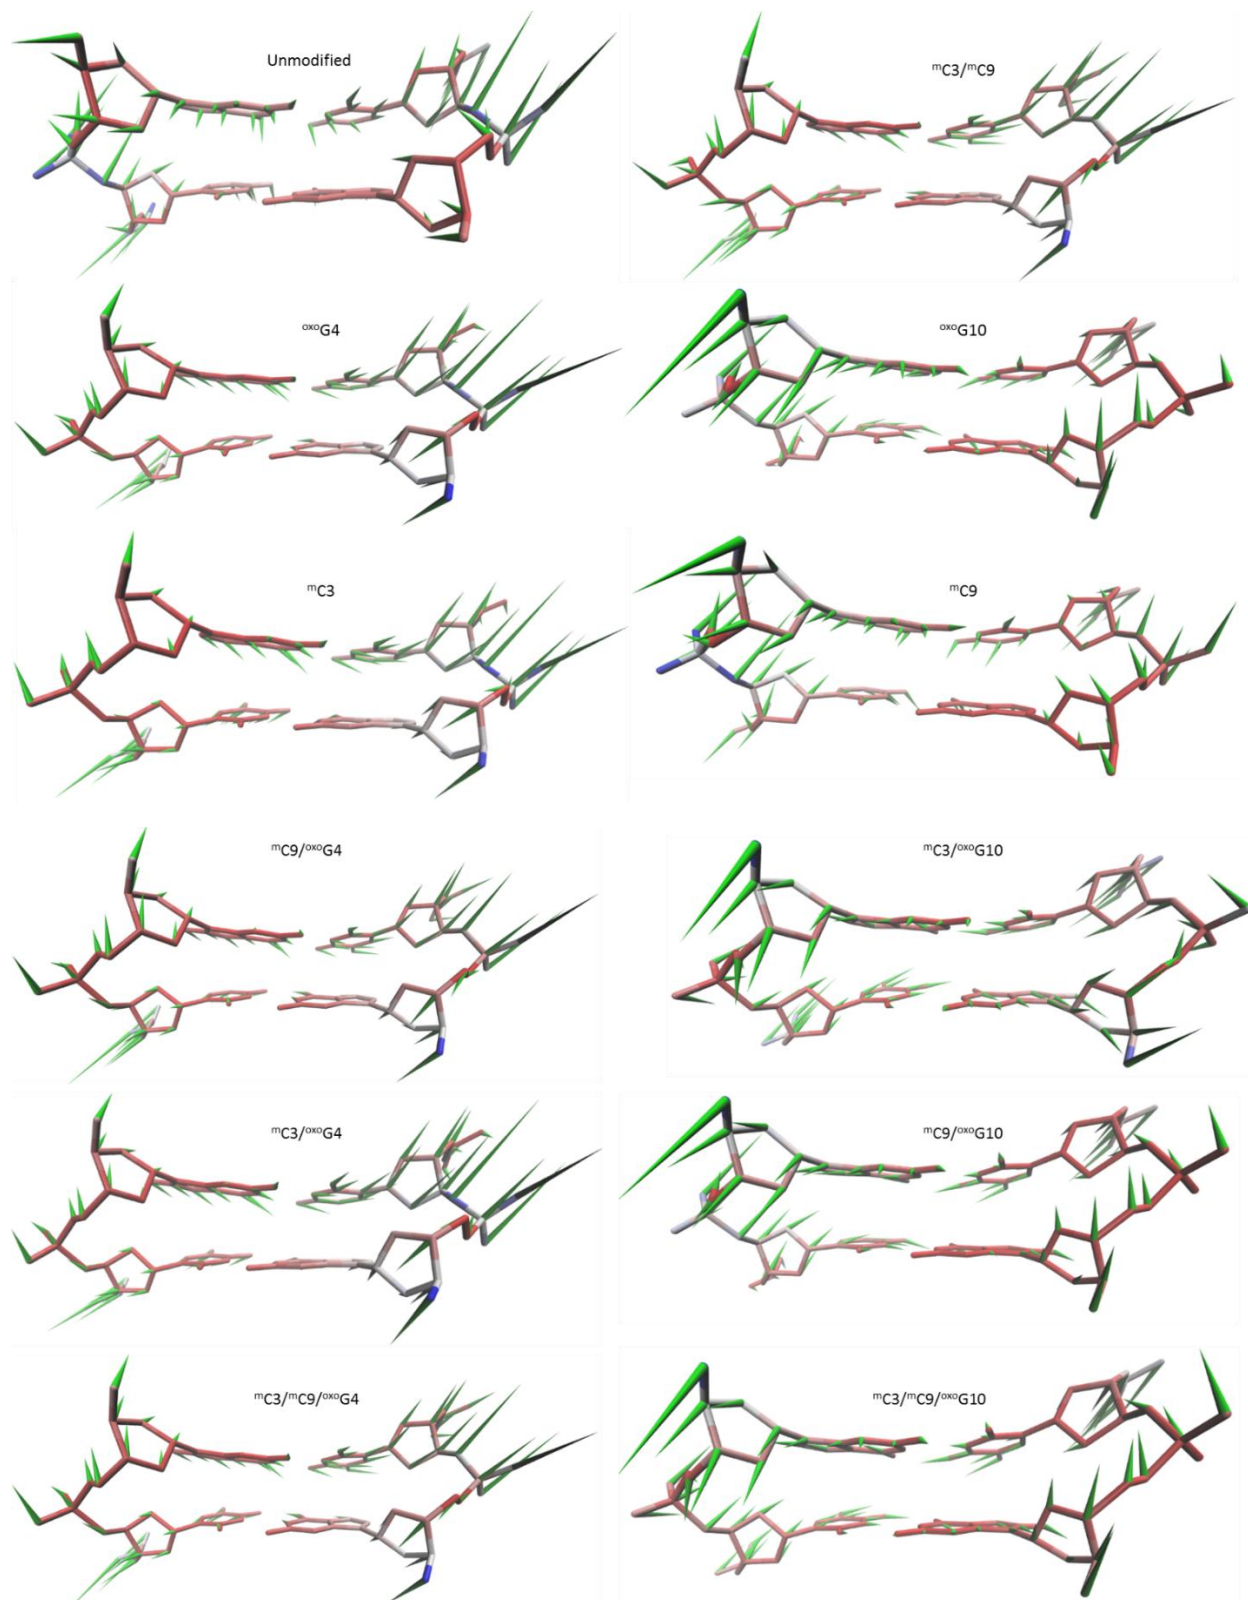 Unmodified
ᵐC3/ᵐC9
ᵒˣᵒG4
ᵒˣᵒG10
ᵐC3
ᵐC9
ᵐC9/ᵒˣᵒG4
ᵐC3/ᵒˣᵒG10
ᵐC3/ᵒˣᵒG4
ᵐC9/ᵒˣᵒG10
ᵐC3/ᵐC9/ᵒˣᵒG4
ᵐC3/ᵐC9/ᵒˣᵒG10